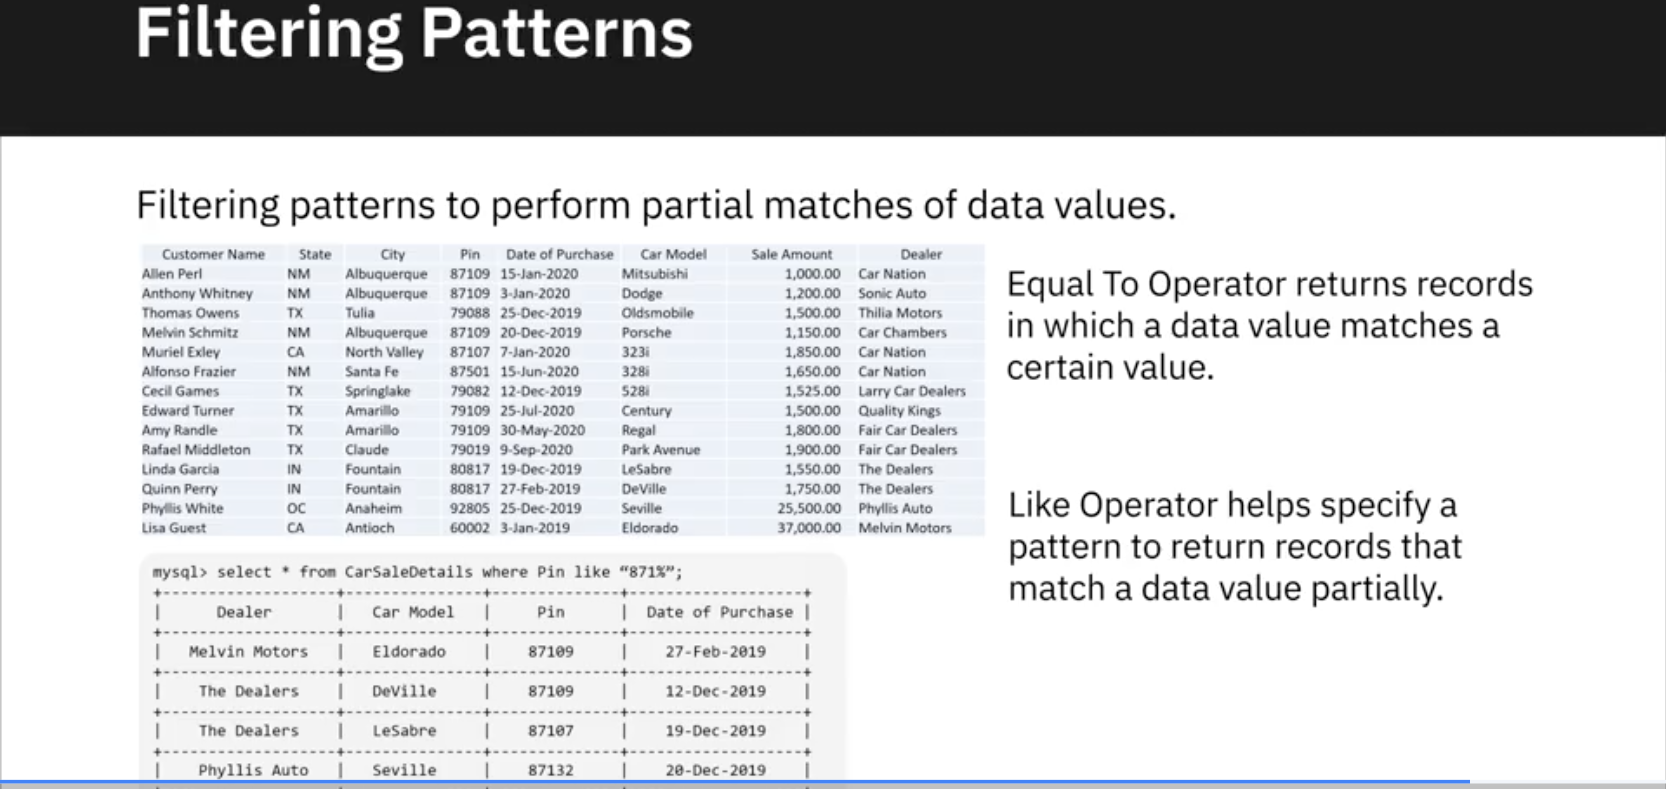 Filtering Patterns
Filtering patterns to perform partial matches of data values.
Customer Name State City Pin Date of Purchase Car Model Sale Amount Dealer
Allen Perl NM Albuquerque 87109 15-Jan-2020 Mitsubishi 1,000.00 Car Nation
Anthony Whitney NM Albuquerque 87109 3-Jan-2020 Dodge 1,200.00 Sonic Auto
Thomas Owens TX Tulia 79088 25-Dec-2019 Oldsmobile 1,500.00 Thilia Motors
Melvin Schmitz NM Albuquerque 87109 20-Dec-2019 Porsche 1,150.00 Car Chambers
Muriel Exley CA North Valley 87107 7-Jan-2020 323i 1,850.00 Car Nation
Alfonso Frazier NM Santa Fe 87501 15-Jun-2020 328i 1,650.00 Car Nation
Cecil Games TX Springlake 79082 12-Dec-2019 528i 1,525.00 Larry Car Dealers
Edward Turner TX Amarillo 79109 25-Jul-2020 Century 1,500.00 Quality Kings
Amy Randle TX Amarillo 79109 30-May-2020 Regal 1,800.00 Fair Car Dealers
Rafael Middleton TX Claude 79019 9-Sep-2020 Park Avenue 1,900.00 Fair Car Dealers
Linda Garcia IN Fountain 80817 19-Dec-2019 LeSabre 1,550.00 The Dealers
Quinn Perry IN Fountain 80817 27-Feb-2019 DeVille 1,750.00 The Dealers
Phyllis White OC Anaheim 92805 25-Dec-2019 Seville 25,500.00 Phyllis Auto
Lisa Guest CA Antioch 60002 3-Jan-2019 Eldorado 37,000.00 Melvin Motors
mysql> select * from CarSaleDetails where Pin like “871%”;
| Dealer | Car Model | Pin | Date of Purchase |
| Melvin Motors | Eldorado | 87109 | 27-Feb-2019 |
| The Dealers | DeVille | 87109 | 12-Dec-2019 |
| The Dealers | LeSabre | 87107 | 19-Dec-2019 |
| Phyllis Auto | Seville | 87132 | 20-Dec-2019 |
Equal To Operator returns records
in which a data value matches a
certain value.
Like Operator helps specify a
pattern to return records that
match a data value partially.